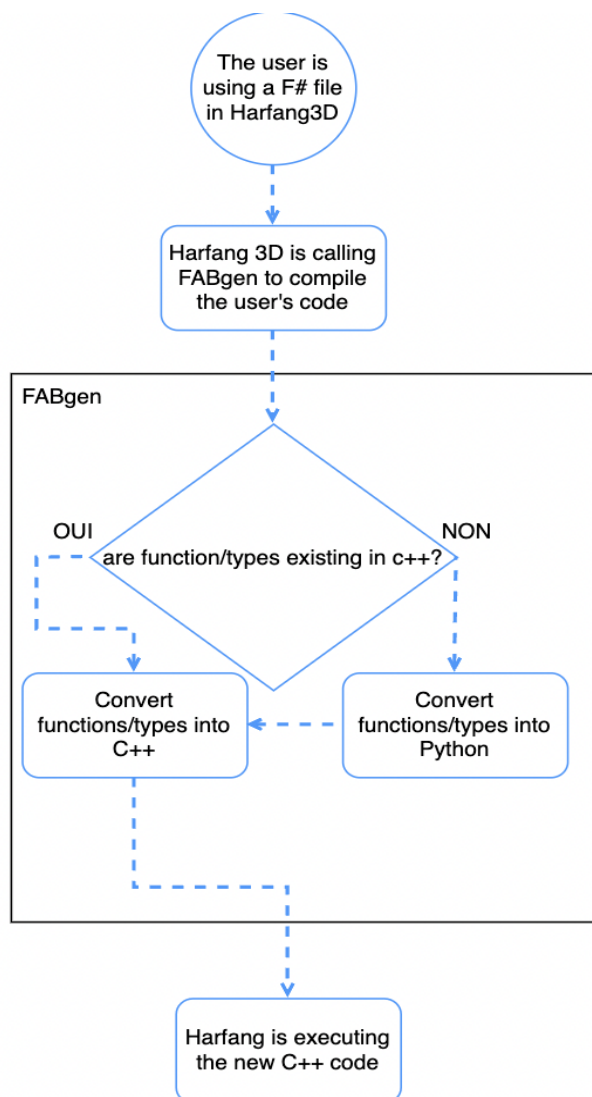 The user is
using a F# file
in Harfang3D
Harfang 3D is calling
FABgen to compile
the user's code
FABgen
OUI
NON
are function/types existing in c++?
Convert
functions/types into
C++
Convert
functions/types into
Python
Harfang is executing
the new C++ code